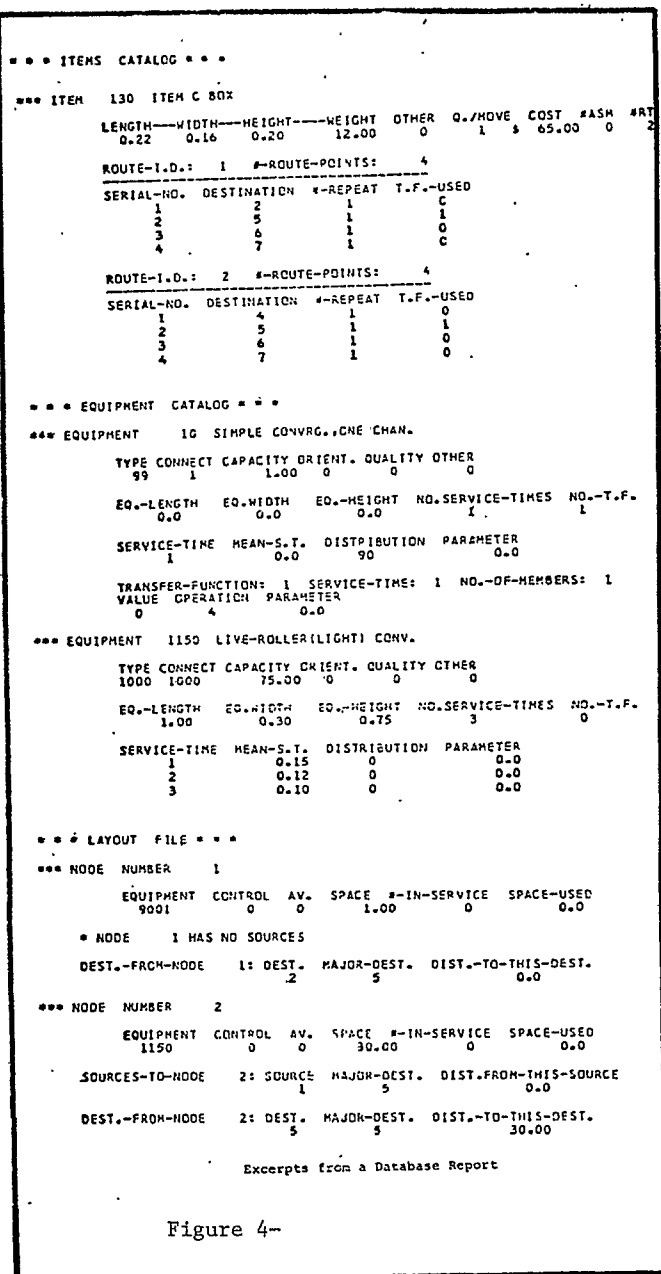 * * * ITEMS CATALOG * * *
*** ITEM 130 ITEM C BOX
LENGTH---WIDTH---HEIGHT----WEIGHT OTHER Q./MOVE COST #ASM #RT
0.22 0.16 0.20 12.00 0 1 $ 65.00 0 2
ROUTE-I.D.: 1 #-ROUTE-POINTS: 4
SERIAL-NO. DESTINATION #-REPEAT T.F.-USED
1 2 1 C
2 5 1 1
3 6 1 0
4 7 1 C
ROUTE-I.D.: 2 #-ROUTE-POINTS: 4
SERIAL-NO. DESTINATION #-REPEAT T.F.-USED
1 4 1 0
2 5 1 1
3 6 1 0
4 7 1 0
* * * EQUIPMENT CATALOG * * *
*** EQUIPMENT 10 SIMPLE CONVRG.,ONE CHAN.
TYPE CONNECT CAPACITY ORIENT. QUALITY OTHER
99 1 1.00 0 0 0
EQ.-LENGTH EQ.WIDTH EQ.-HEIGHT NO.SERVICE-TIMES NO.-T.F.
0.0 0.0 0.0 1 1
SERVICE-TIME MEAN-S.T. DISTRIBUTION PARAMETER
1 0.0 90 0.0
TRANSFER-FUNCTION: 1 SERVICE-TIME: 1 NO.-OF-MEMBERS: 1
VALUE OPERATION PARAMETER
0 4 0.0
*** EQUIPMENT 1150 LIVE-ROLLER(LIGHT) CONV.
TYPE CONNECT CAPACITY ORIENT. QUALITY OTHER
1000 1000 75.00 0 0 0
EQ.-LENGTH EQ.WIDTH EQ.-HEIGHT NO.SERVICE-TIMES NO.-T.F.
1.00 0.30 0.75 3 0
SERVICE-TIME MEAN-S.T. DISTRIBUTION PARAMETER
1 0.15 0 0.0
2 0.12 0 0.0
3 0.10 0 0.0
* * * LAYOUT FILE * * *
*** NODE NUMBER 1
EQUIPMENT CONTROL AV. SPACE #-IN-SERVICE SPACE-USED
9001 0 0 1.00 0 0.0
* NODE 1 HAS NO SOURCES
DEST.-FROM-NODE 1: DEST. MAJOR-DEST. DIST.-TO-THIS-DEST.
2 5 0.0
*** NODE NUMBER 2
EQUIPMENT CONTROL AV. SPACE #-IN-SERVICE SPACE-USED
1150 0 0 30.00 0 0.0
SOURCES-TO-NODE 2: SOURCE MAJOR-DEST. DIST.FROM-THIS-SOURCE
1 5 0.0
DEST.-FROM-NODE 2: DEST. MAJOR-DEST. DIST.-TO-THIS-DEST.
5 5 30.00
Excerpts from a Database Report
Figure 4-